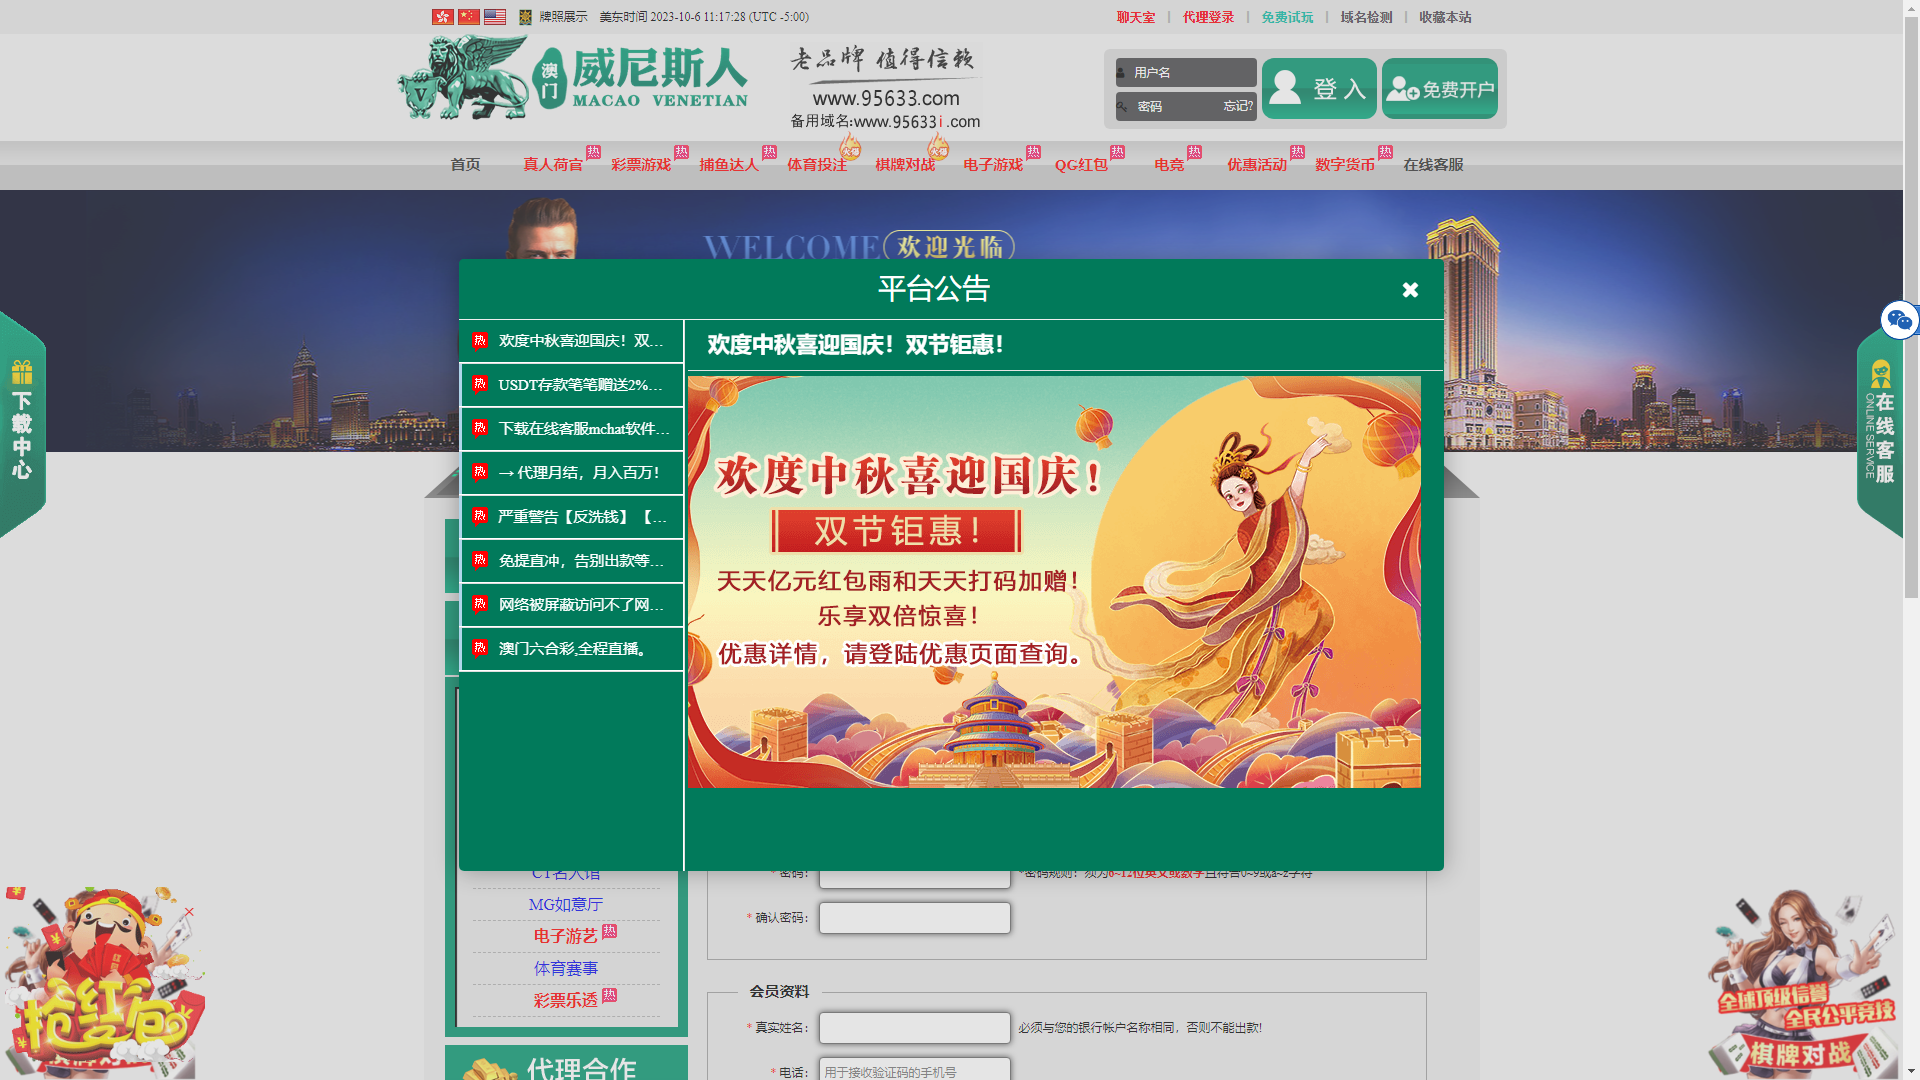 牌照展示 美东时间 2023-10-6 11:17:28 (UTC -5:00)
聊天室 | 代理登录 | 免费试玩 | 域名检测 | 收藏本站
澳门 威尼斯人
MACAO VENETIAN
老品牌 值得信赖
www.95633.com
备用域名:www.95633i.com
用户名
密码 忘记?
登入
免费开户
首页 真人荷官 热 彩票游戏 热 捕鱼达人 热 体育投注 火爆 棋牌对战 火爆 电子游戏 热 QG红包 热 电竞 热 优惠活动 热 数字货币 热 在线客服
WELCOME 欢迎光临
平台公告
热 欢度中秋喜迎国庆！双...
热 USDT存款笔笔赠送2%...
热 下载在线客服mchat软件...
热 →代理月结，月入百万！
热 严重警告【反洗钱】【...
热 免提直冲，告别出款等...
热 网络被屏蔽访问不了网...
热 澳门六合彩,全程直播。
欢度中秋喜迎国庆！双节钜惠！
欢度中秋喜迎国庆！
双节钜惠！
天天亿元红包雨和天天打码加赠！
乐享双倍惊喜！
优惠详情，请登陆优惠页面查询。
下载中心
在线客服
ONLINE SERVICE
CT名人馆
MG如意厅
电子游艺 热
体育赛事
彩票乐透 热
代理合作
*密码：
*密码规则：须为6~12位英文或数字且符合0~9或a~z字符
*确认密码：
会员资料
*真实姓名：
必须与您的银行帐户名称相同，否则不能出款!
*电话：
用于接收验证码的手机号
抢红包
棋牌对战
全球顶级信誉
全民公平竞技
棋牌对战